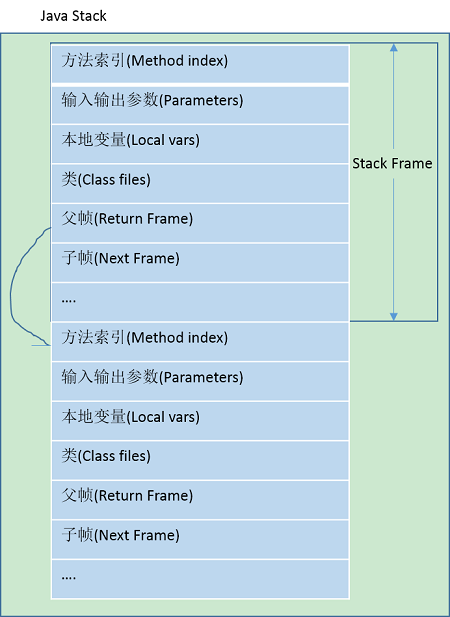 Java Stack
方法索引(Method index)
输入输出参数(Parameters)
本地变量(Local vars)
类(Class files)
父帧(Return Frame)
子帧(Next Frame)
....
Stack Frame
方法索引(Method index)
输入输出参数(Parameters)
本地变量(Local vars)
类(Class files)
父帧(Return Frame)
子帧(Next Frame)
....